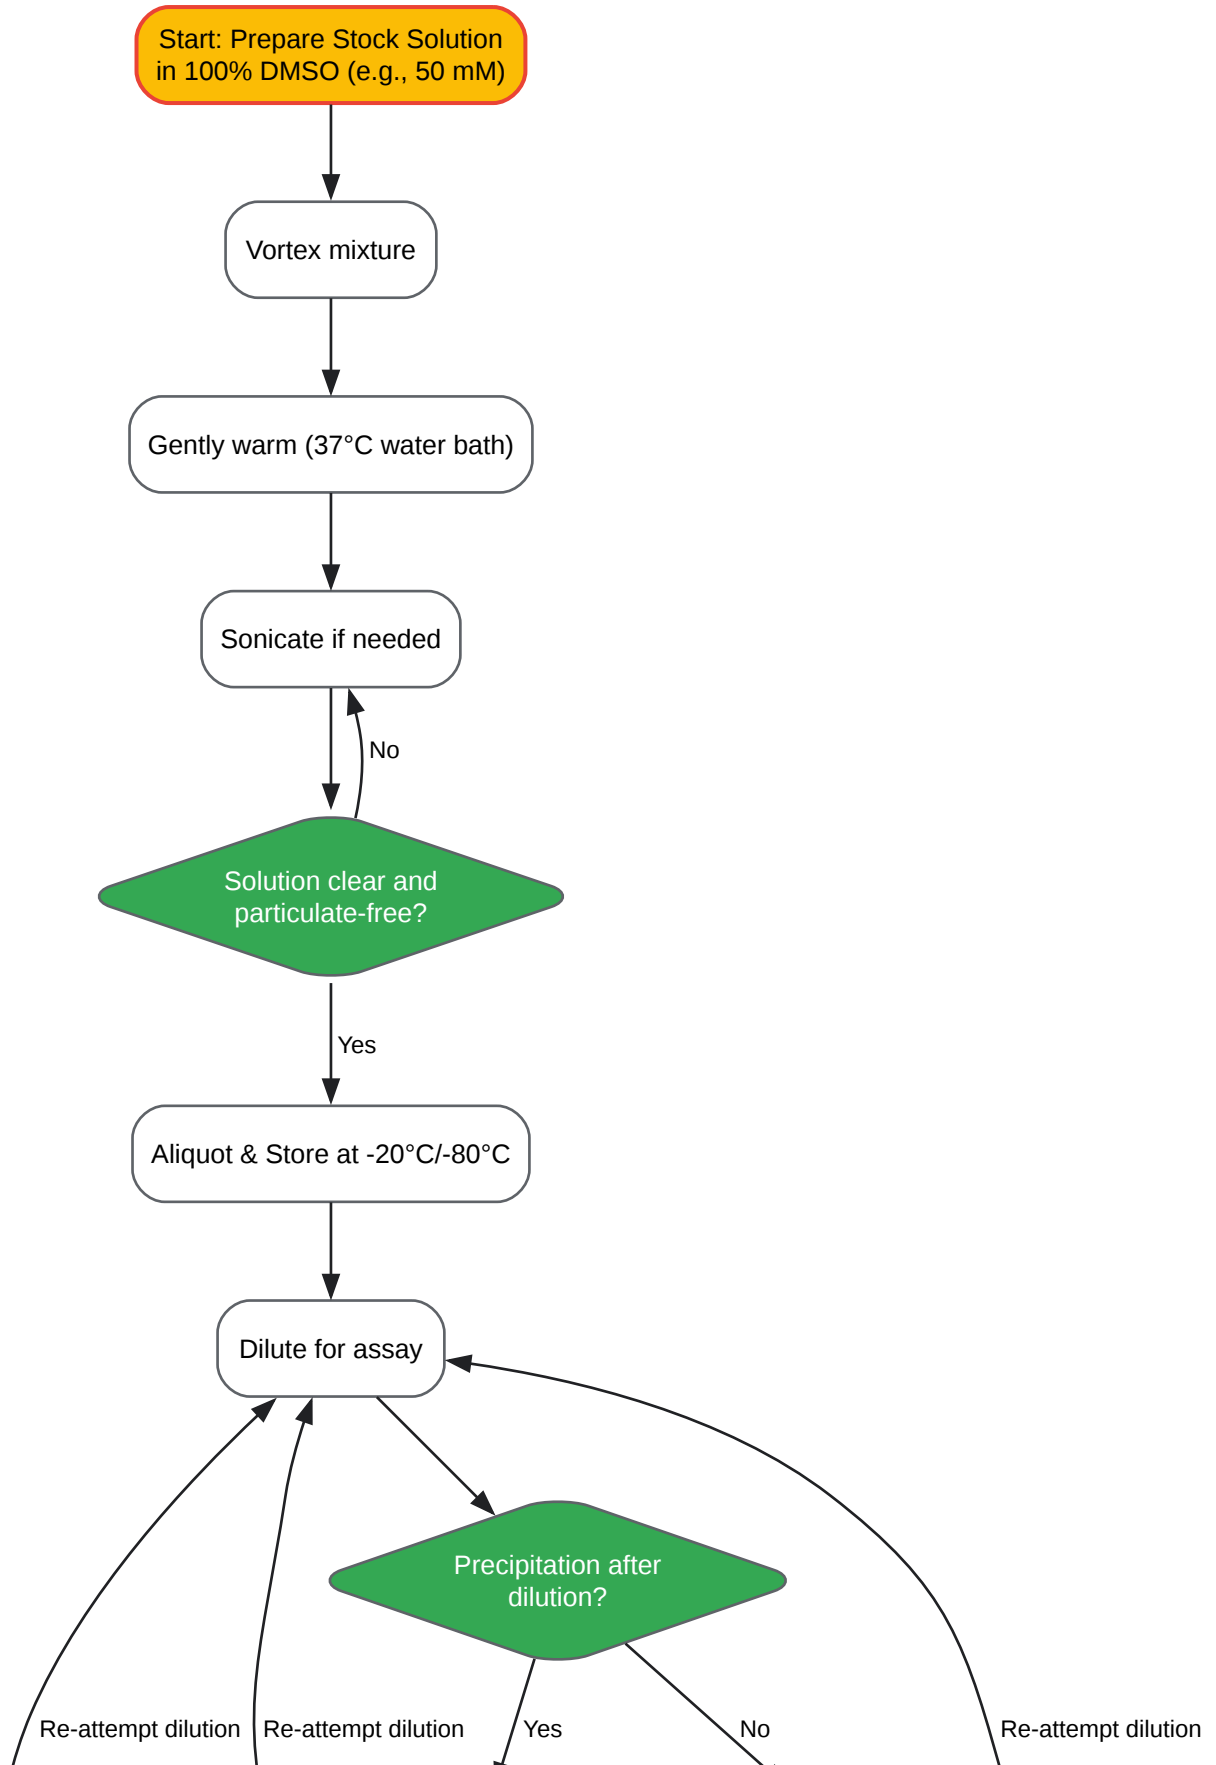 Start: Prepare Stock Solution
in 100% DMSO (e.g., 50 mM)
Vortex mixture
Gently warm (37°C water bath)
Sonicate if needed
No
Solution clear and
particulate-free?
Yes
Aliquot & Store at -20°C/-80°C
Dilute for assay
Precipitation after
dilution?
Re-attempt dilution
Re-attempt dilution
Yes
No
Re-attempt dilution